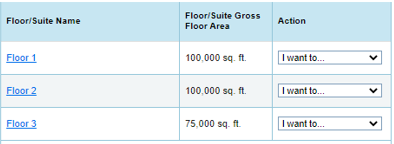 Floor/Suite Name Floor/Suite Gross Floor Area Action
Floor 1 100,000 sq. ft. I want to...
Floor 2 100,000 sq. ft. I want to...
Floor 3 75,000 sq. ft. I want to...